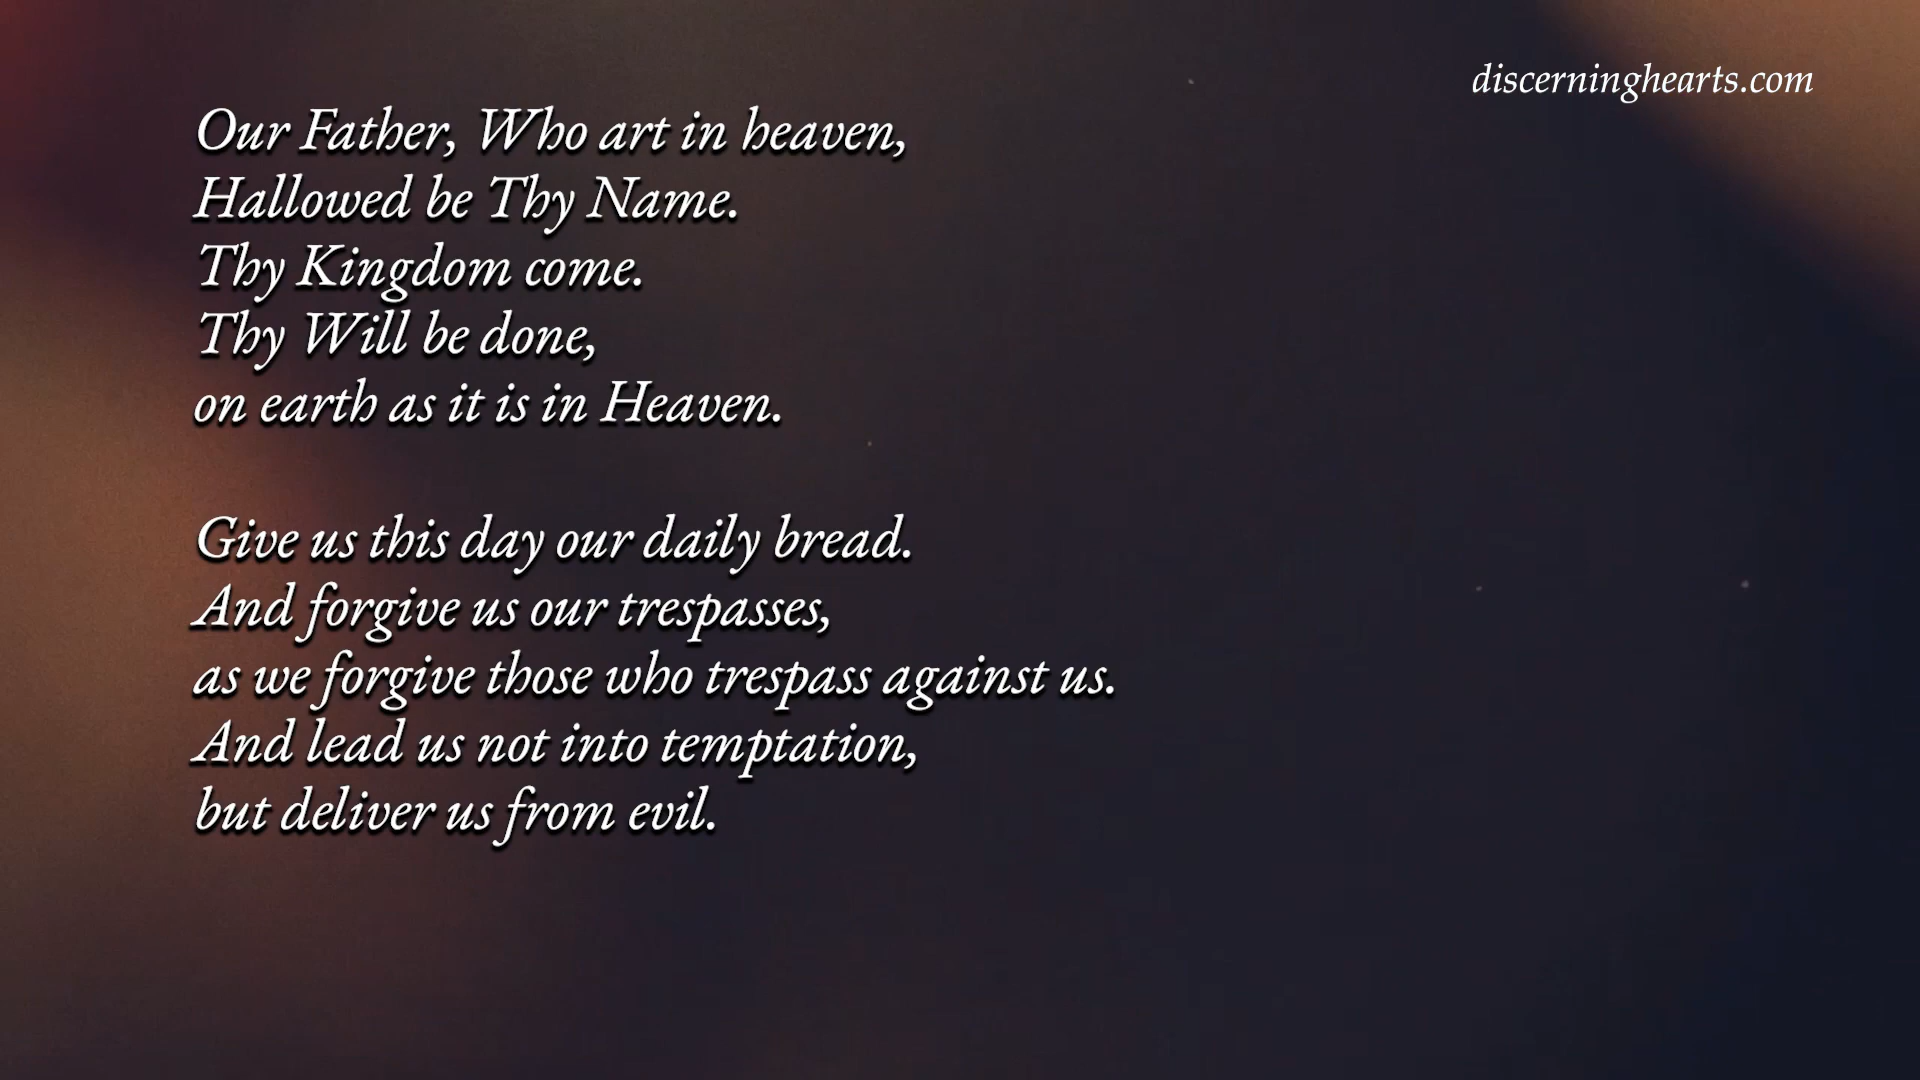 discerninghearts.com
Our Father, Who art in heaven,
Hallowed be Thy Name.
Thy Kingdom come.
Thy Will be done,
on earth as it is in Heaven.
Give us this day our daily bread.
And forgive us our trespasses,
as we forgive those who trespass against us.
And lead us not into temptation,
but deliver us from evil.